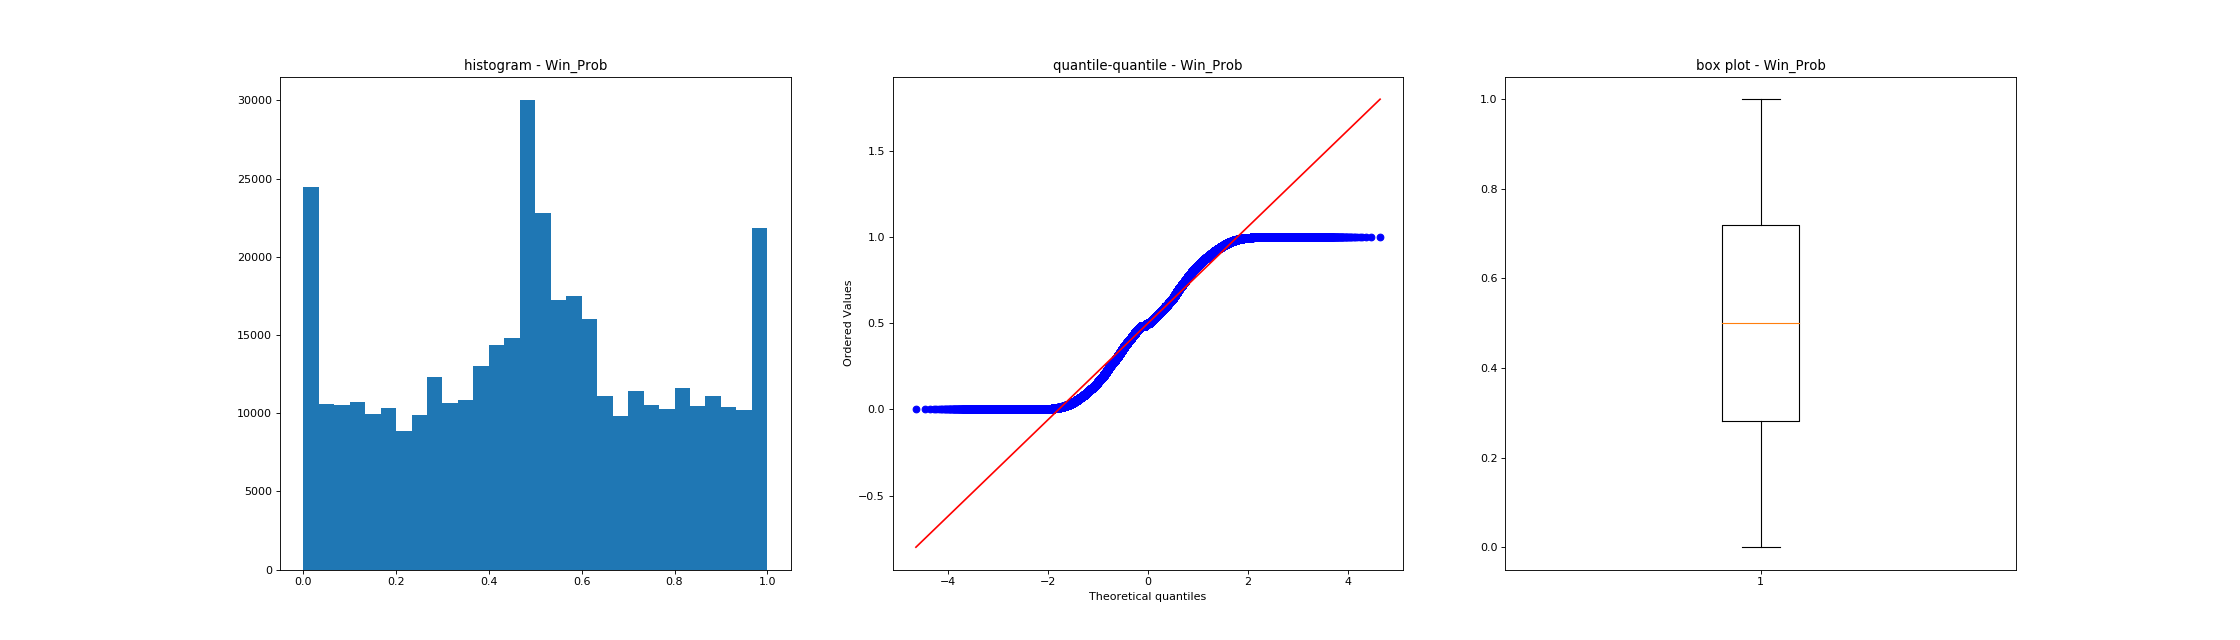 histogram - Win_Prob
30000
25000
20000
15000
10000
5000
0
0.0 0.2 0.4 0.6 0.8 1.0
quantile-quantile - Win_Prob
Ordered Values
1.5
1.0
0.5
0.0
−0.5
−4 −2 0 2 4
Theoretical quantiles
box plot - Win_Prob
1.0
0.8
0.6
0.4
0.2
0.0
1